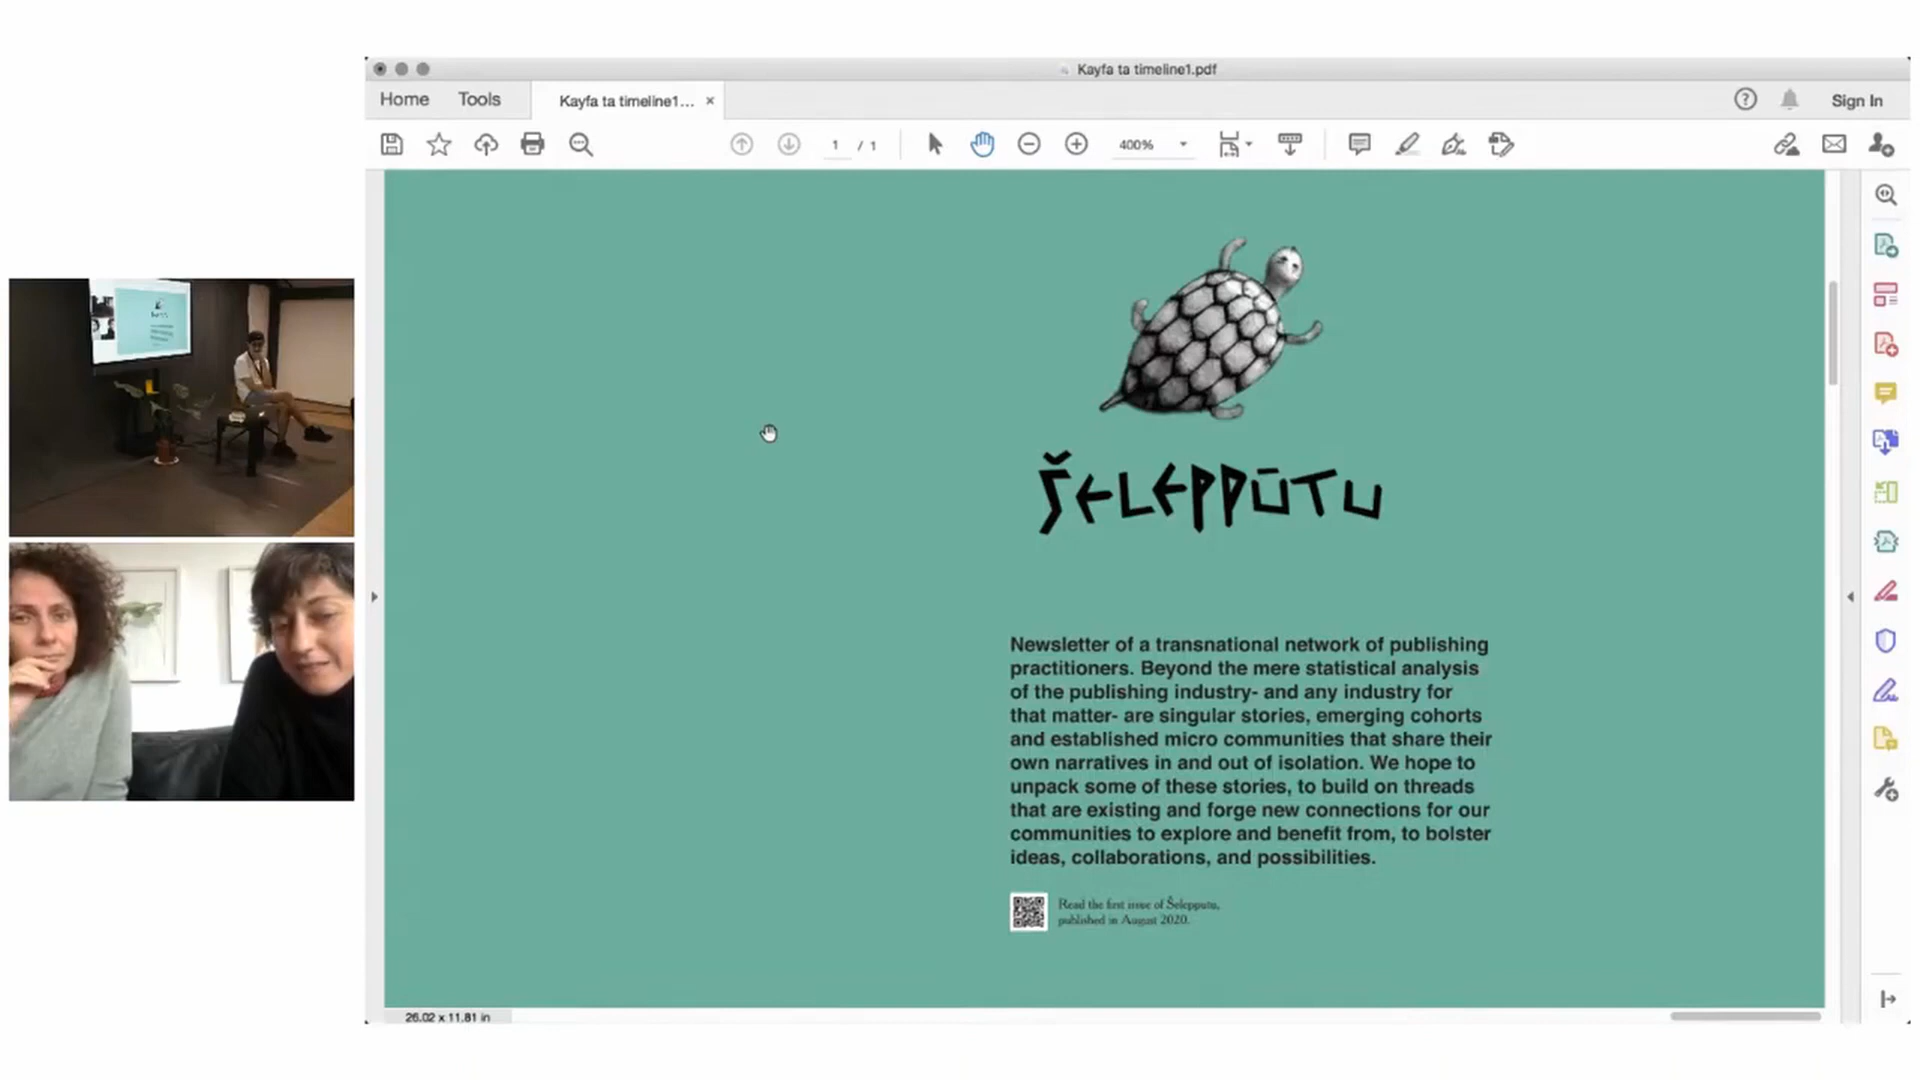 Kayfa ta timeline1.pdf
Home Tools Kayfa ta timeline1... × Sign In
1 / 1 400%
ŠELEPPŪTU
Newsletter of a transnational network of publishing
practitioners. Beyond the mere statistical analysis
of the publishing industry- and any industry for
that matter- are singular stories, emerging cohorts
and established micro communities that share their
own narratives in and out of isolation. We hope to
unpack some of these stories, to build on threads
that are existing and forge new connections for our
communities to explore and benefit from, to bolster
ideas, collaborations, and possibilities.
Read the first issue of Šelepputu,
published in August 2020.
26.02 x 11.81 in